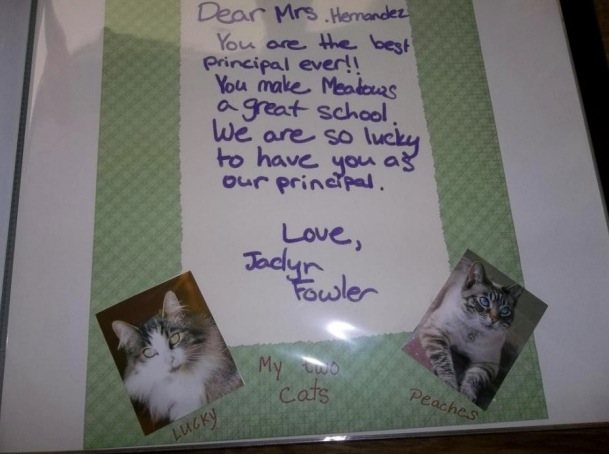 Dear Mrs. Hernandez
You are the best
principal ever!!
You make Meadows
a great school.
We are so lucky
to have you as
our principal.
Love,
Jaclyn
Fowler
My two
Cats
Lucky
Peaches